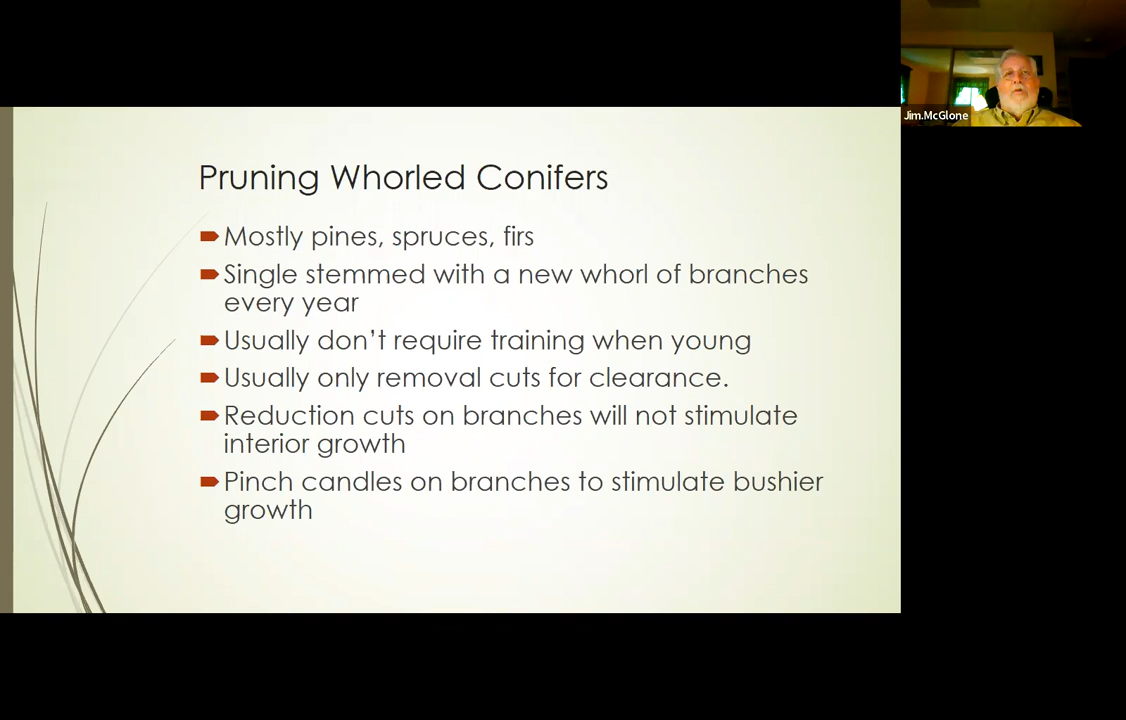 Pruning Whorled Conifers
Mostly pines, spruces, firs
Single stemmed with a new whorl of branches
every year
Usually don't require training when young
Usually only removal cuts for clearance.
Reduction cuts on branches will not stimulate
interior growth
Pinch candles on branches to stimulate bushier
growth
Jim.McGlone